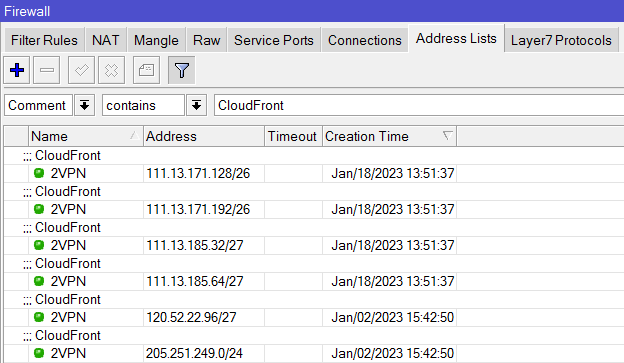 Firewall
Filter Rules NAT Mangle Raw Service Ports Connections Address Lists Layer7 Protocols
Comment contains CloudFront
Name Address Timeout Creation Time
;;; CloudFront
2VPN 111.13.171.128/26 Jan/18/2023 13:51:37
;;; CloudFront
2VPN 111.13.171.192/26 Jan/18/2023 13:51:37
;;; CloudFront
2VPN 111.13.185.32/27 Jan/18/2023 13:51:37
;;; CloudFront
2VPN 111.13.185.64/27 Jan/18/2023 13:51:37
;;; CloudFront
2VPN 120.52.22.96/27 Jan/02/2023 15:42:50
;;; CloudFront
2VPN 205.251.249.0/24 Jan/02/2023 15:42:50